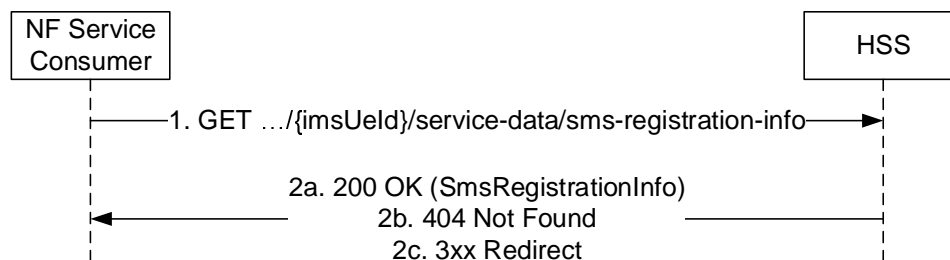 NF Service
Consumer
HSS
1. GET …/{imsUeId}/service-data/sms-registration-info
2a. 200 OK (SmsRegistrationInfo)
2b. 404 Not Found
2c. 3xx Redirect